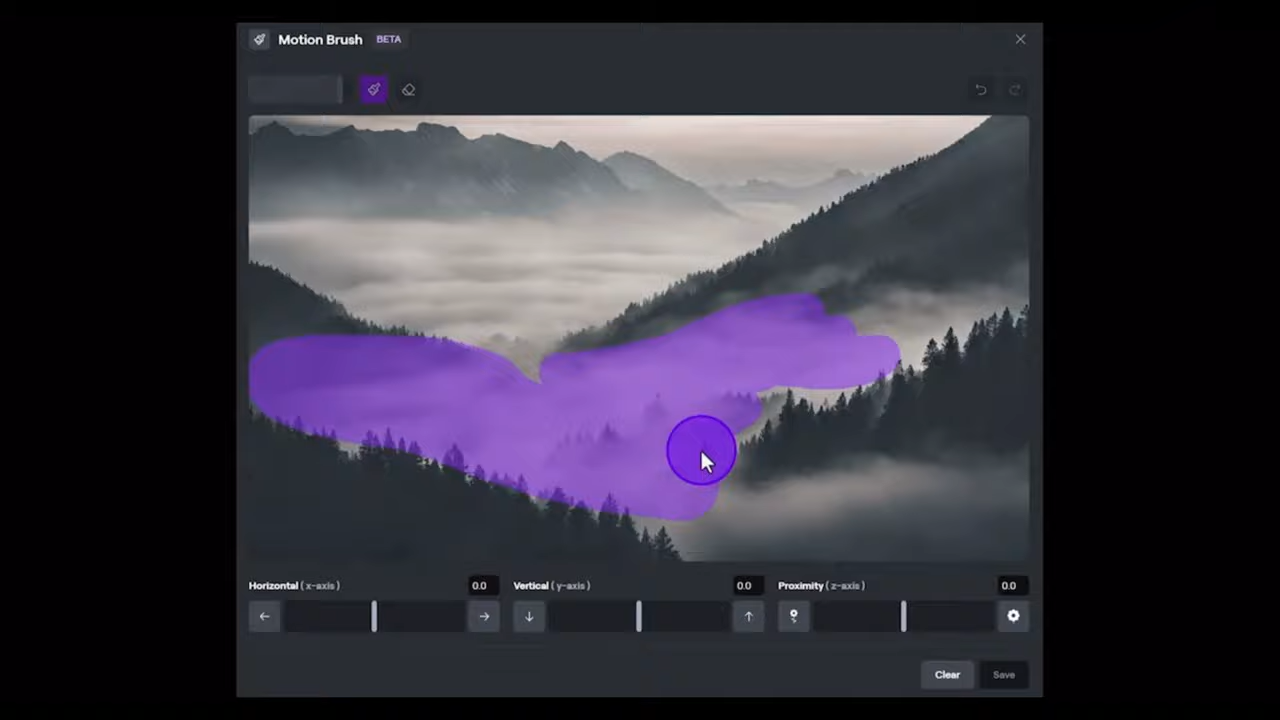 Motion Brush BETA
Horizontal ( x-axis ) 0.0 Vertical ( y-axis ) 0.0 Proximity ( z-axis ) 0.0
Clear Save